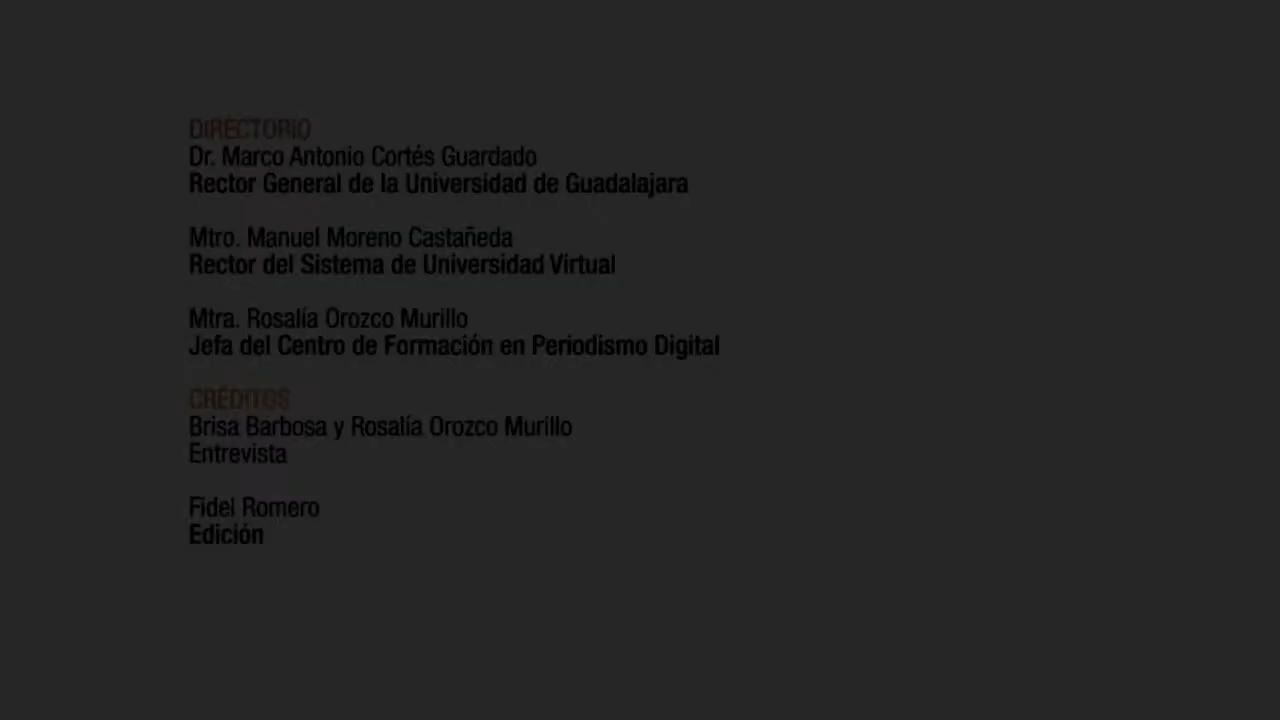 DIRECTORIO
Dr. Marco Antonio Cortés Guardado
Rector General de la Universidad de Guadalajara
Mtro. Manuel Moreno Castañeda
Rector del Sistema de Universidad Virtual
Mtra. Rosalía Orozco Murillo
Jefa del Centro de Formación en Periodismo Digital
CRÉDITOS
Brisa Barbosa y Rosalía Orozco Murillo
Entrevista
Fidel Romero
Edición